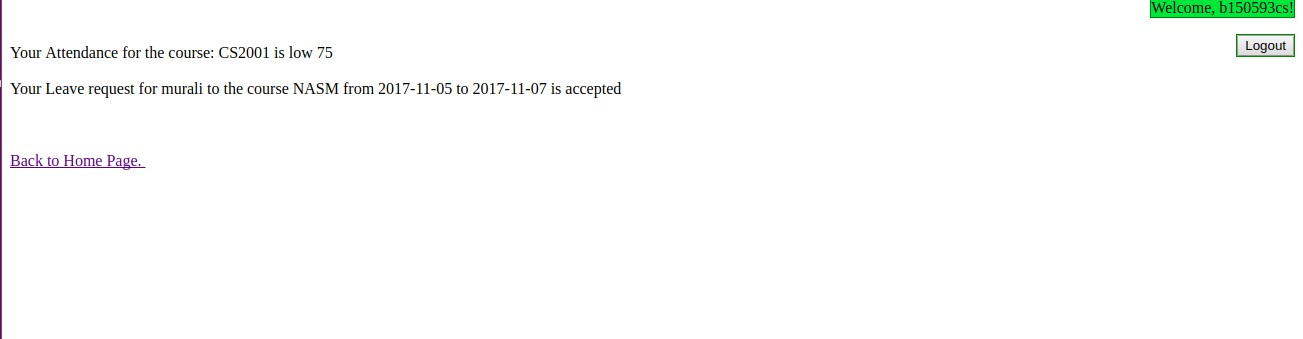 Welcome, b150593cs!
Logout
Your Attendance for the course: CS2001 is low 75
Your Leave request for murali to the course NASM from 2017-11-05 to 2017-11-07 is accepted
Back to Home Page.